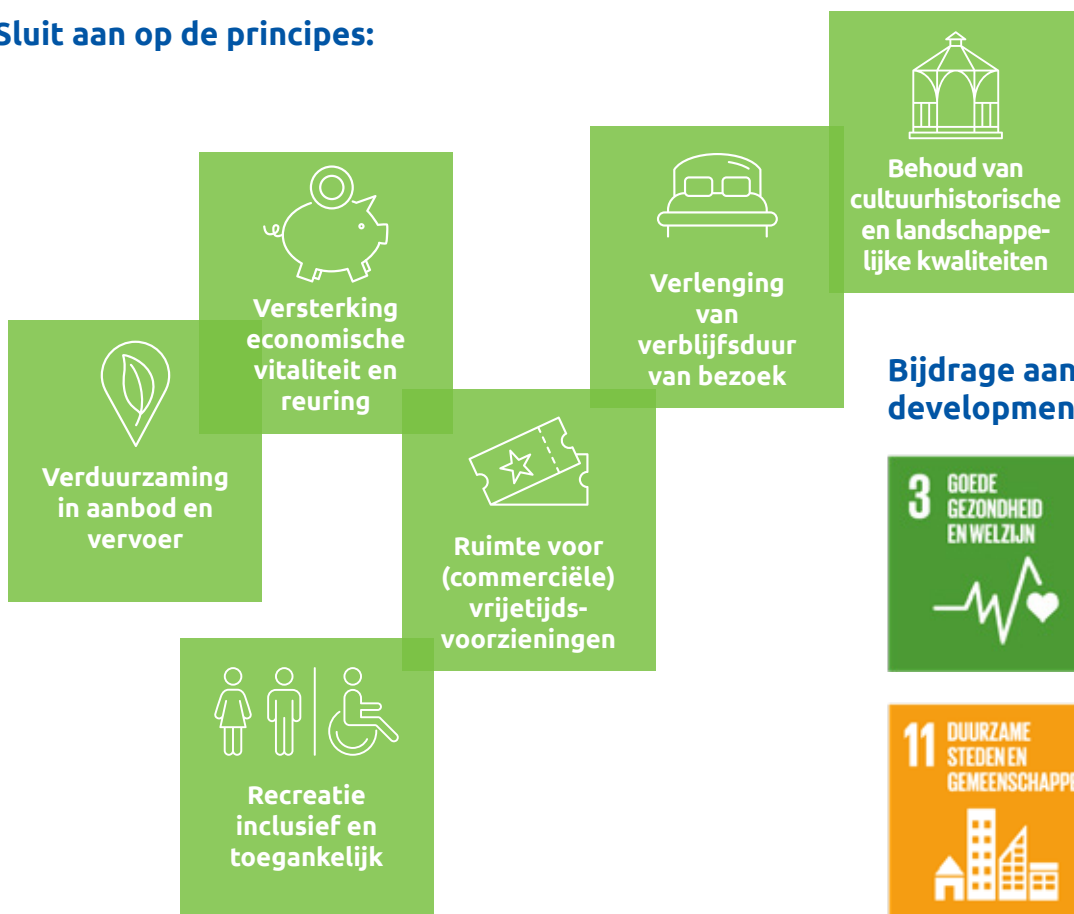 Sluit aan op de principes:
Behoud van
cultuurhistorische
en landschappe-
lijke kwaliteiten
Versterking
economische
vitaliteit en
reuring
Verlenging
van
verblijfsduur
van bezoek
Verduurzaming
in aanbod en
vervoer
Ruimte voor
(commerciële)
vrijetijds-
voorzieningen
Recreatie
inclusief en
toegankelijk
Bijdrage aan
developmen
3 GOEDE
GEZONDHEID
EN WELZIJN
11 DUURZAME
STEDEN EN
GEMEENSCHAPPE